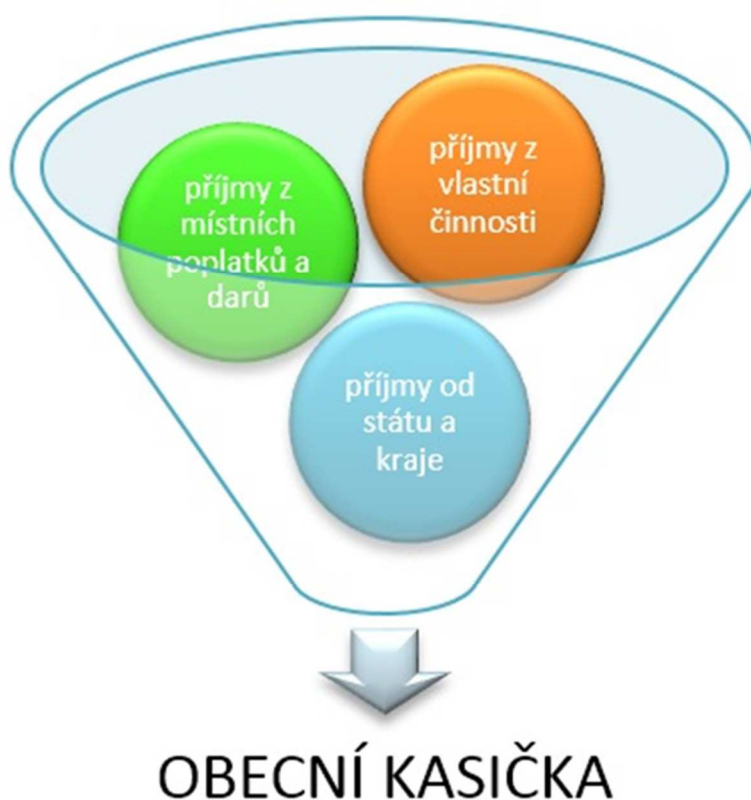 příjmy z
místních
poplatků a
darů
příjmy z
vlastní
činnosti
příjmy od
státu a
kraje
OBECNÍ KASIČKA